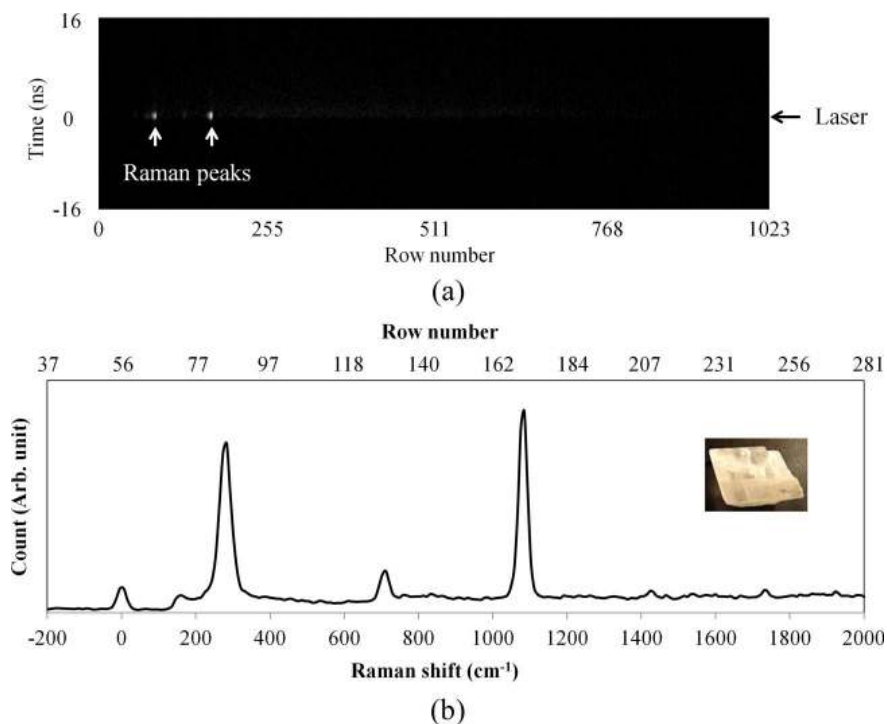 16
Time (ns)
0
-16
Laser
Raman peaks
0 255 511 768 1023
Row number
(a)
Row number
37 56 77 97 118 140 162 184 207 231 256 281
Count (Arb. unit)
-200 0 200 400 600 800 1000 1200 1400 1600 1800 2000
Raman shift (cm⁻¹)
(b)